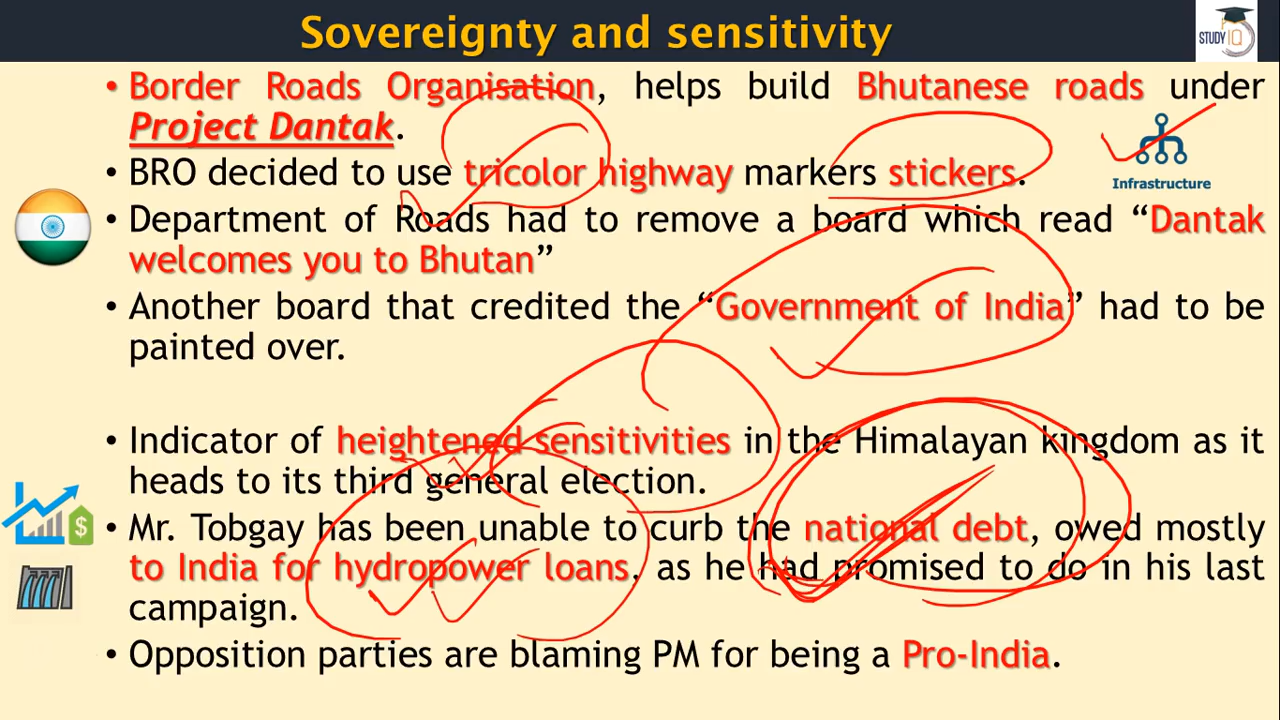 Sovereignty and sensitivity
STUDY IQ
• Border Roads Organisation, helps build Bhutanese roads under
Project Dantak.
• BRO decided to use tricolor highway markers stickers.
Infrastructure
• Department of Roads had to remove a board which read “Dantak
welcomes you to Bhutan”
• Another board that credited the “Government of India” had to be
painted over.
• Indicator of heightened sensitivities in the Himalayan kingdom as it
heads to its third general election.
• Mr. Tobgay has been unable to curb the national debt, owed mostly
to India for hydropower loans, as he had promised to do in his last
campaign.
• Opposition parties are blaming PM for being a Pro-India.